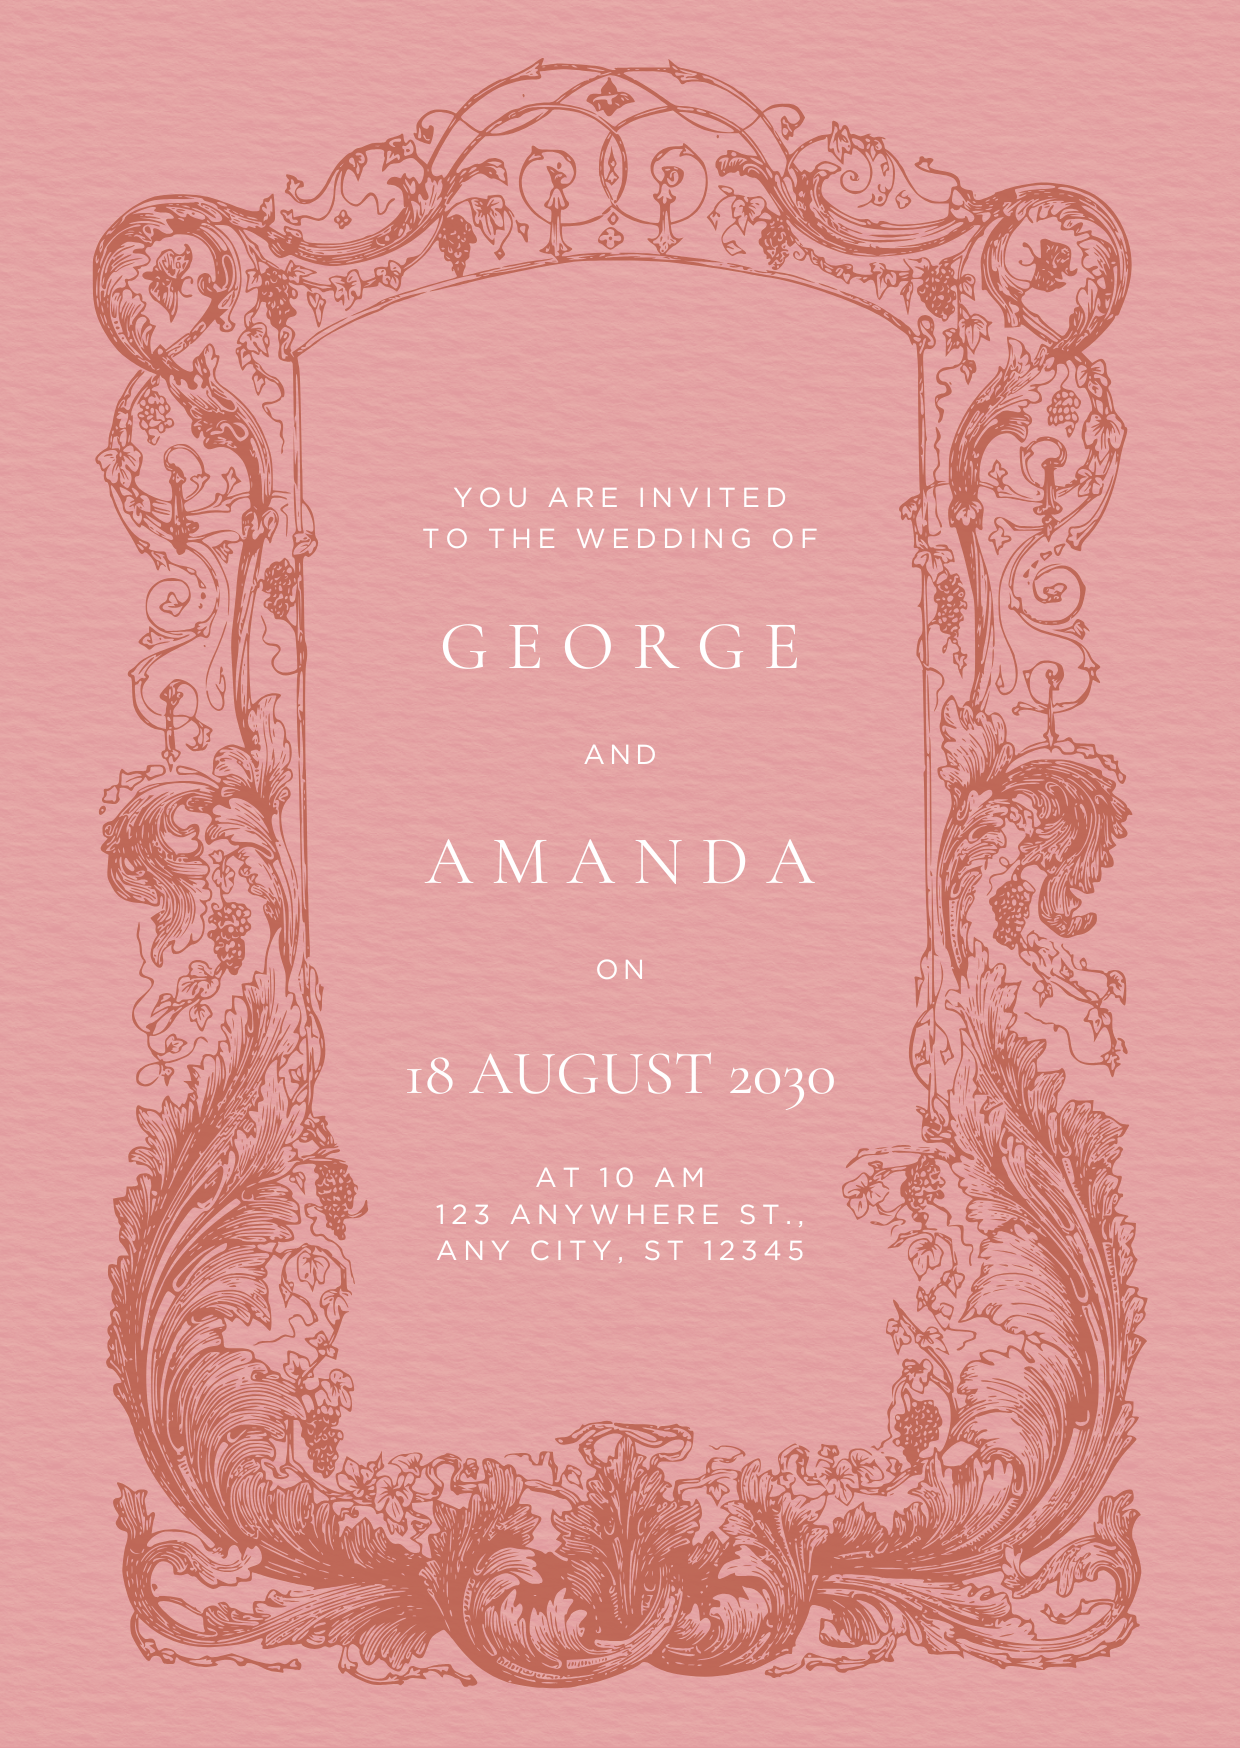 YOU ARE INVITED
TO THE WEDDING OF
GEORGE
AND
AMANDA
ON
18 AUGUST 2030
AT 10 AM
123 ANYWHERE ST.,
ANY CITY, ST 12345